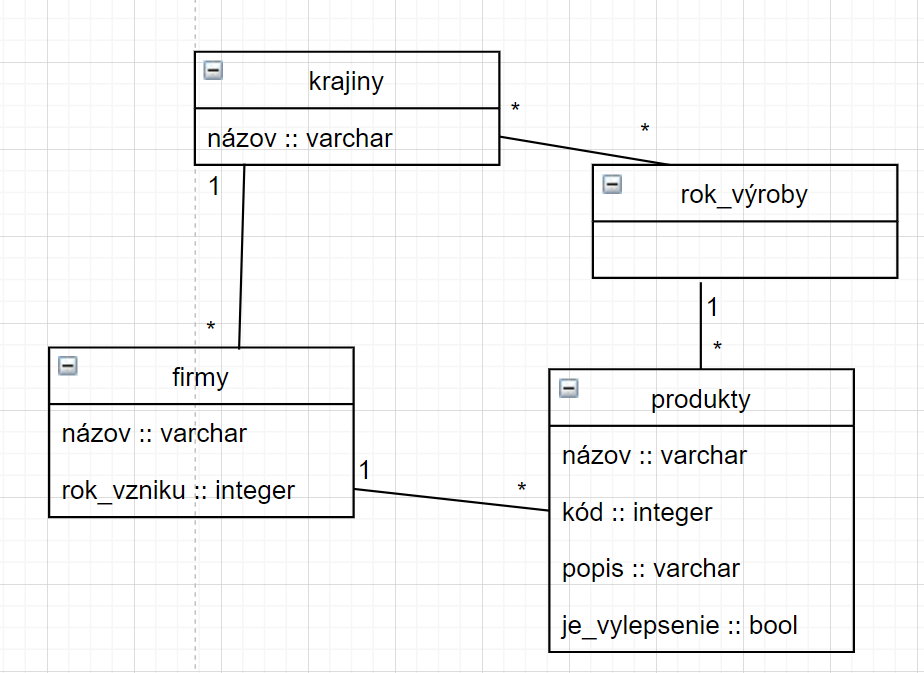 krajiny
názov :: varchar
*
*
1
rok_výroby
1
*
*
firmy
názov :: varchar
rok_vzniku :: integer
1
*
produkty
názov :: varchar
kód :: integer
popis :: varchar
je_vylepsenie :: bool